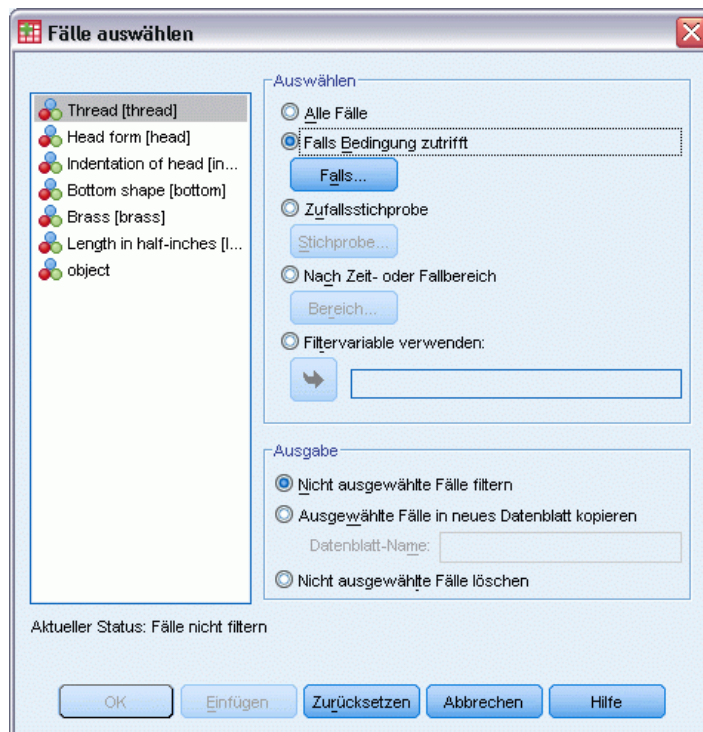 Fälle auswählen
Thread [thread]
Head form [head]
Indentation of head [in...
Bottom shape [bottom]
Brass [brass]
Length in half-inches [l...
object
Auswählen
Alle Fälle
Falls Bedingung zutrifft
Falls...
Zufallsstichprobe
Stichprobe...
Nach Zeit- oder Fallbereich
Bereich...
Filtervariable verwenden:
Ausgabe
Nicht ausgewählte Fälle filtern
Ausgewählte Fälle in neues Datenblatt kopieren
Datenblatt-Name:
Nicht ausgewählte Fälle löschen
Aktueller Status: Fälle nicht filtern
OK Einfügen Zurücksetzen Abbrechen Hilfe